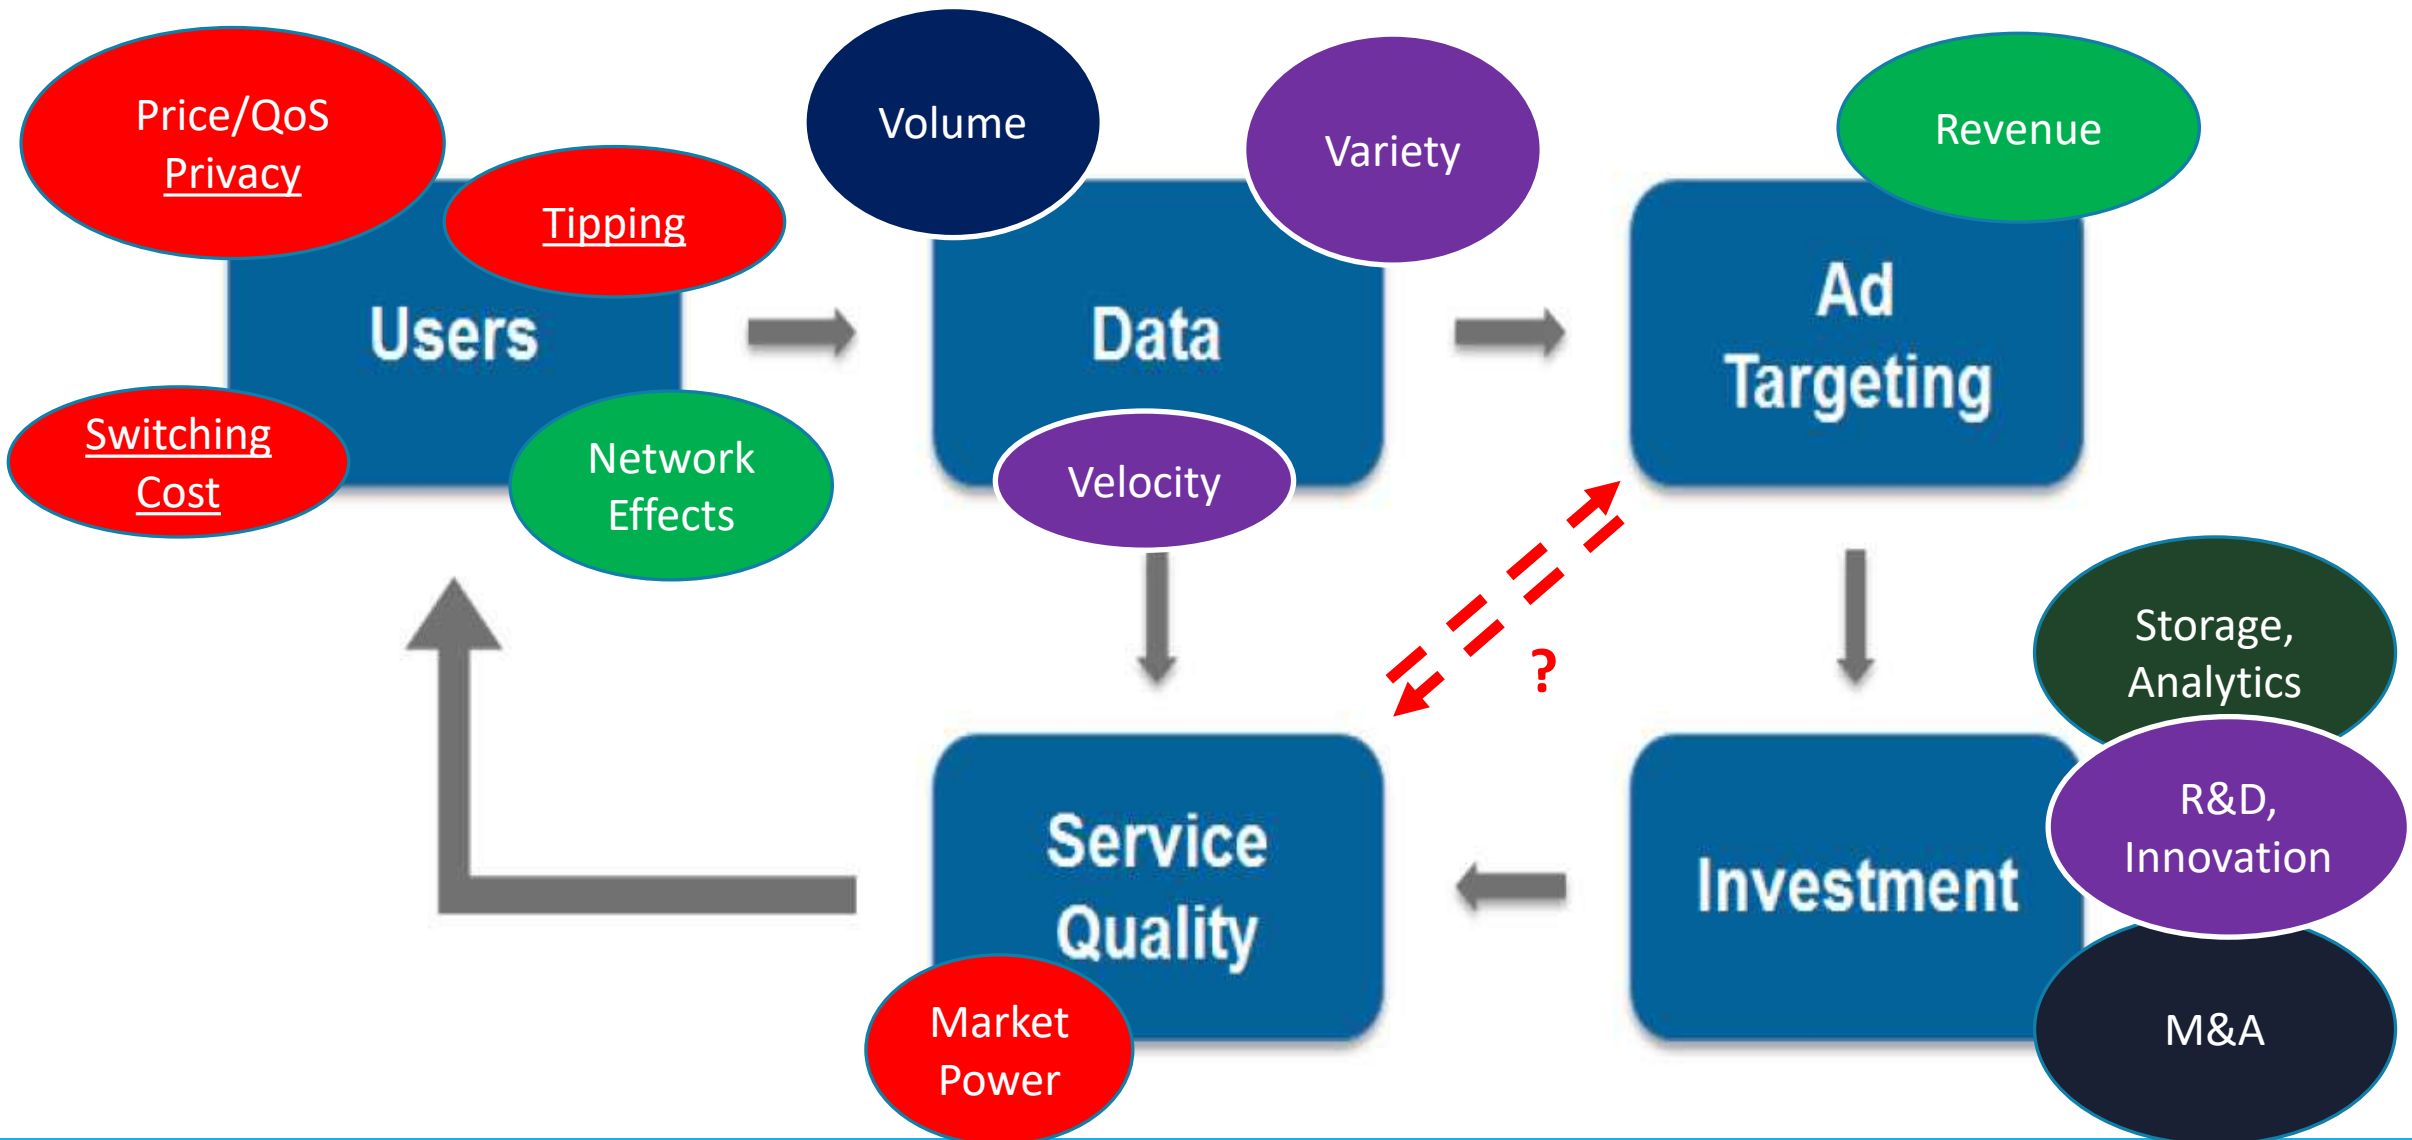 Price/QoS
Privacy
Tipping
Users
Switching
Cost
Network
Effects
Volume
Variety
Data
Velocity
Revenue
Ad
Targeting
?
Service
Quality
Market
Power
Investment
Storage,
Analytics
R&D,
Innovation
M&A